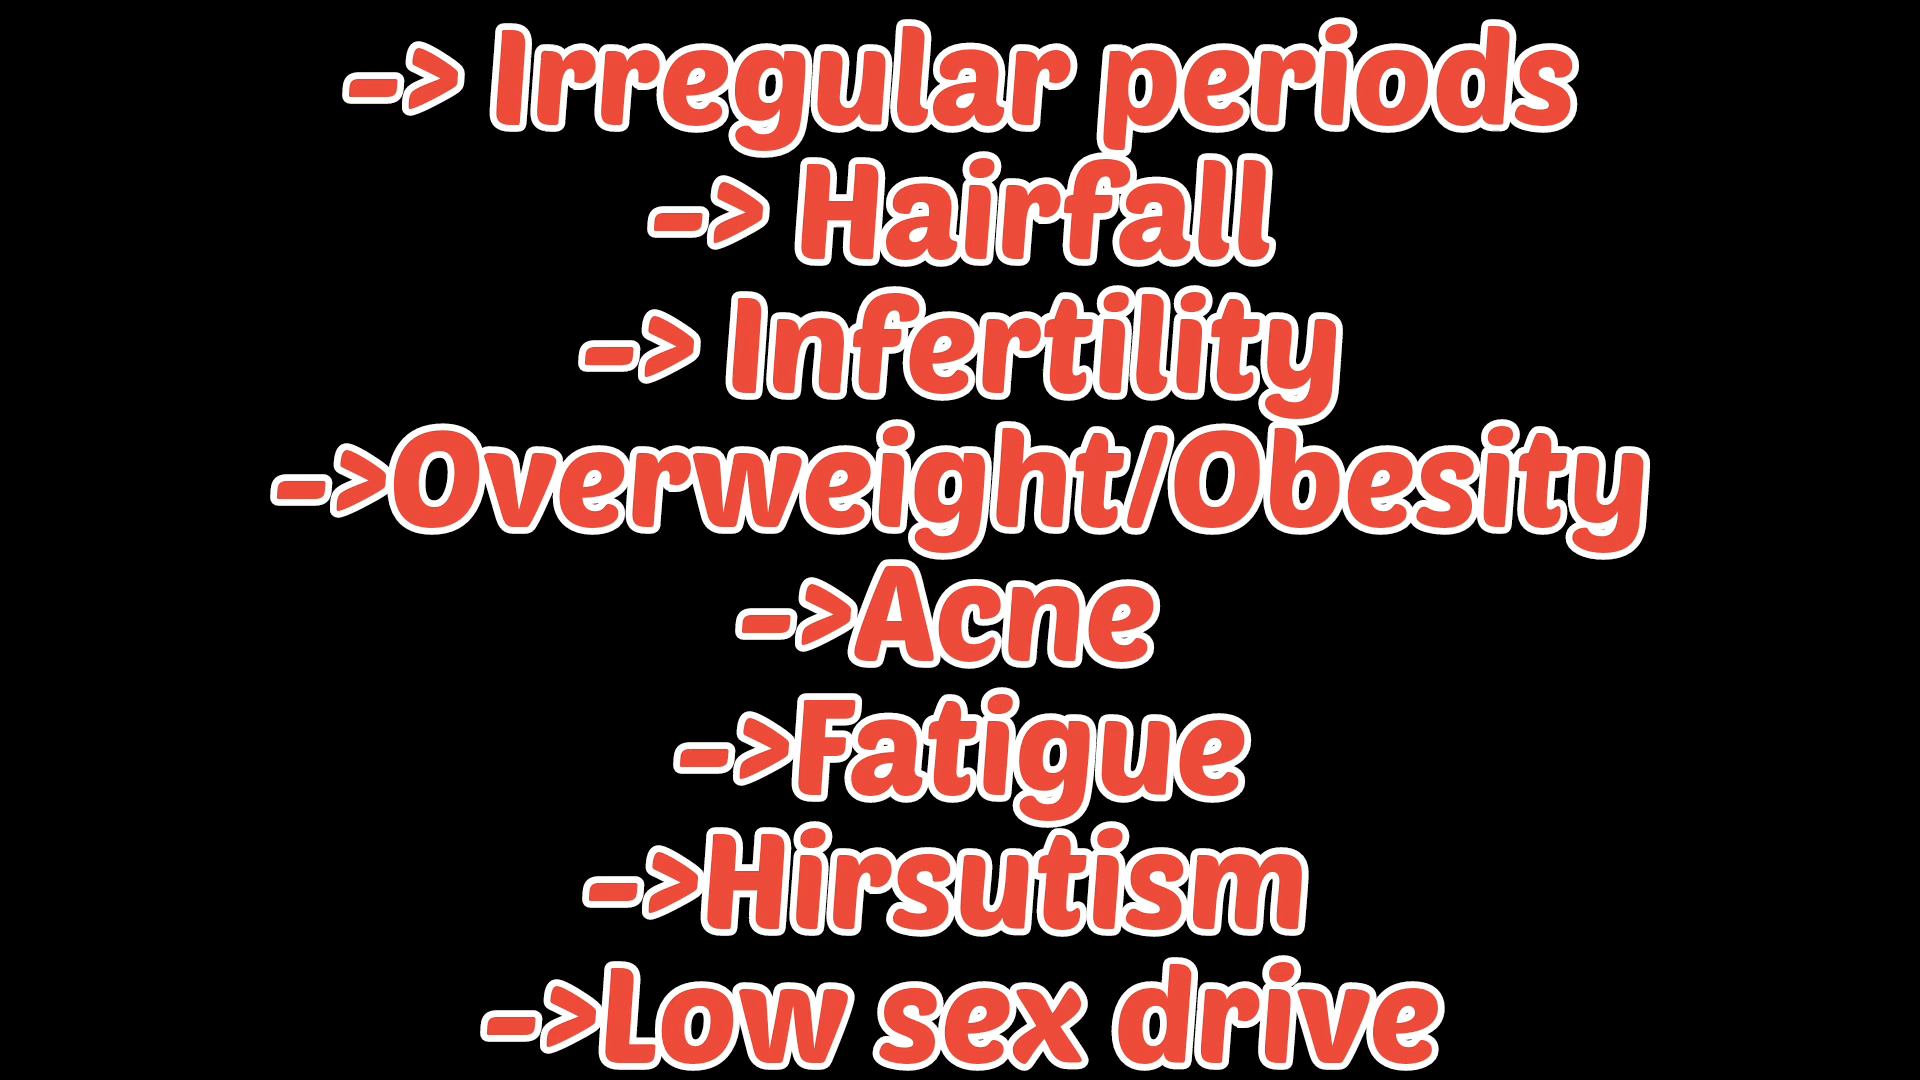 -> Irregular periods
-> Hairfall
-> Infertility
->Overweight/Obesity
->Acne
->Fatigue
->Hirsutism
->Low sex drive